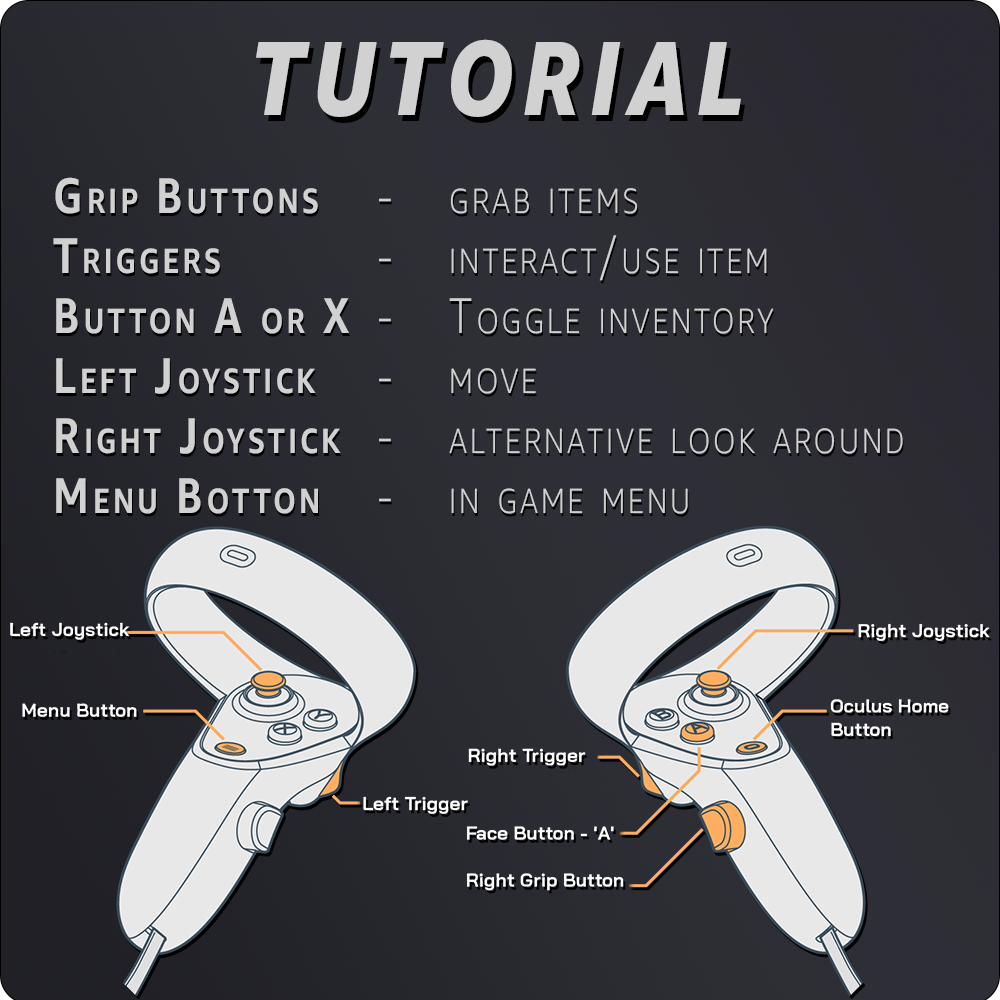 TUTORIAL
GRIP BUTTONS - GRAB ITEMS
TRIGGERS - INTERACT/USE ITEM
BUTTON A OR X - TOGGLE INVENTORY
LEFT JOYSTICK - MOVE
RIGHT JOYSTICK - ALTERNATIVE LOOK AROUND
MENU BOTTON - IN GAME MENU
Left Joystick
Right Joystick
Menu Button
Oculus Home
Button
Y
X
B
A
Right Trigger
Left Trigger
Face Button - 'A'
Right Grip Button